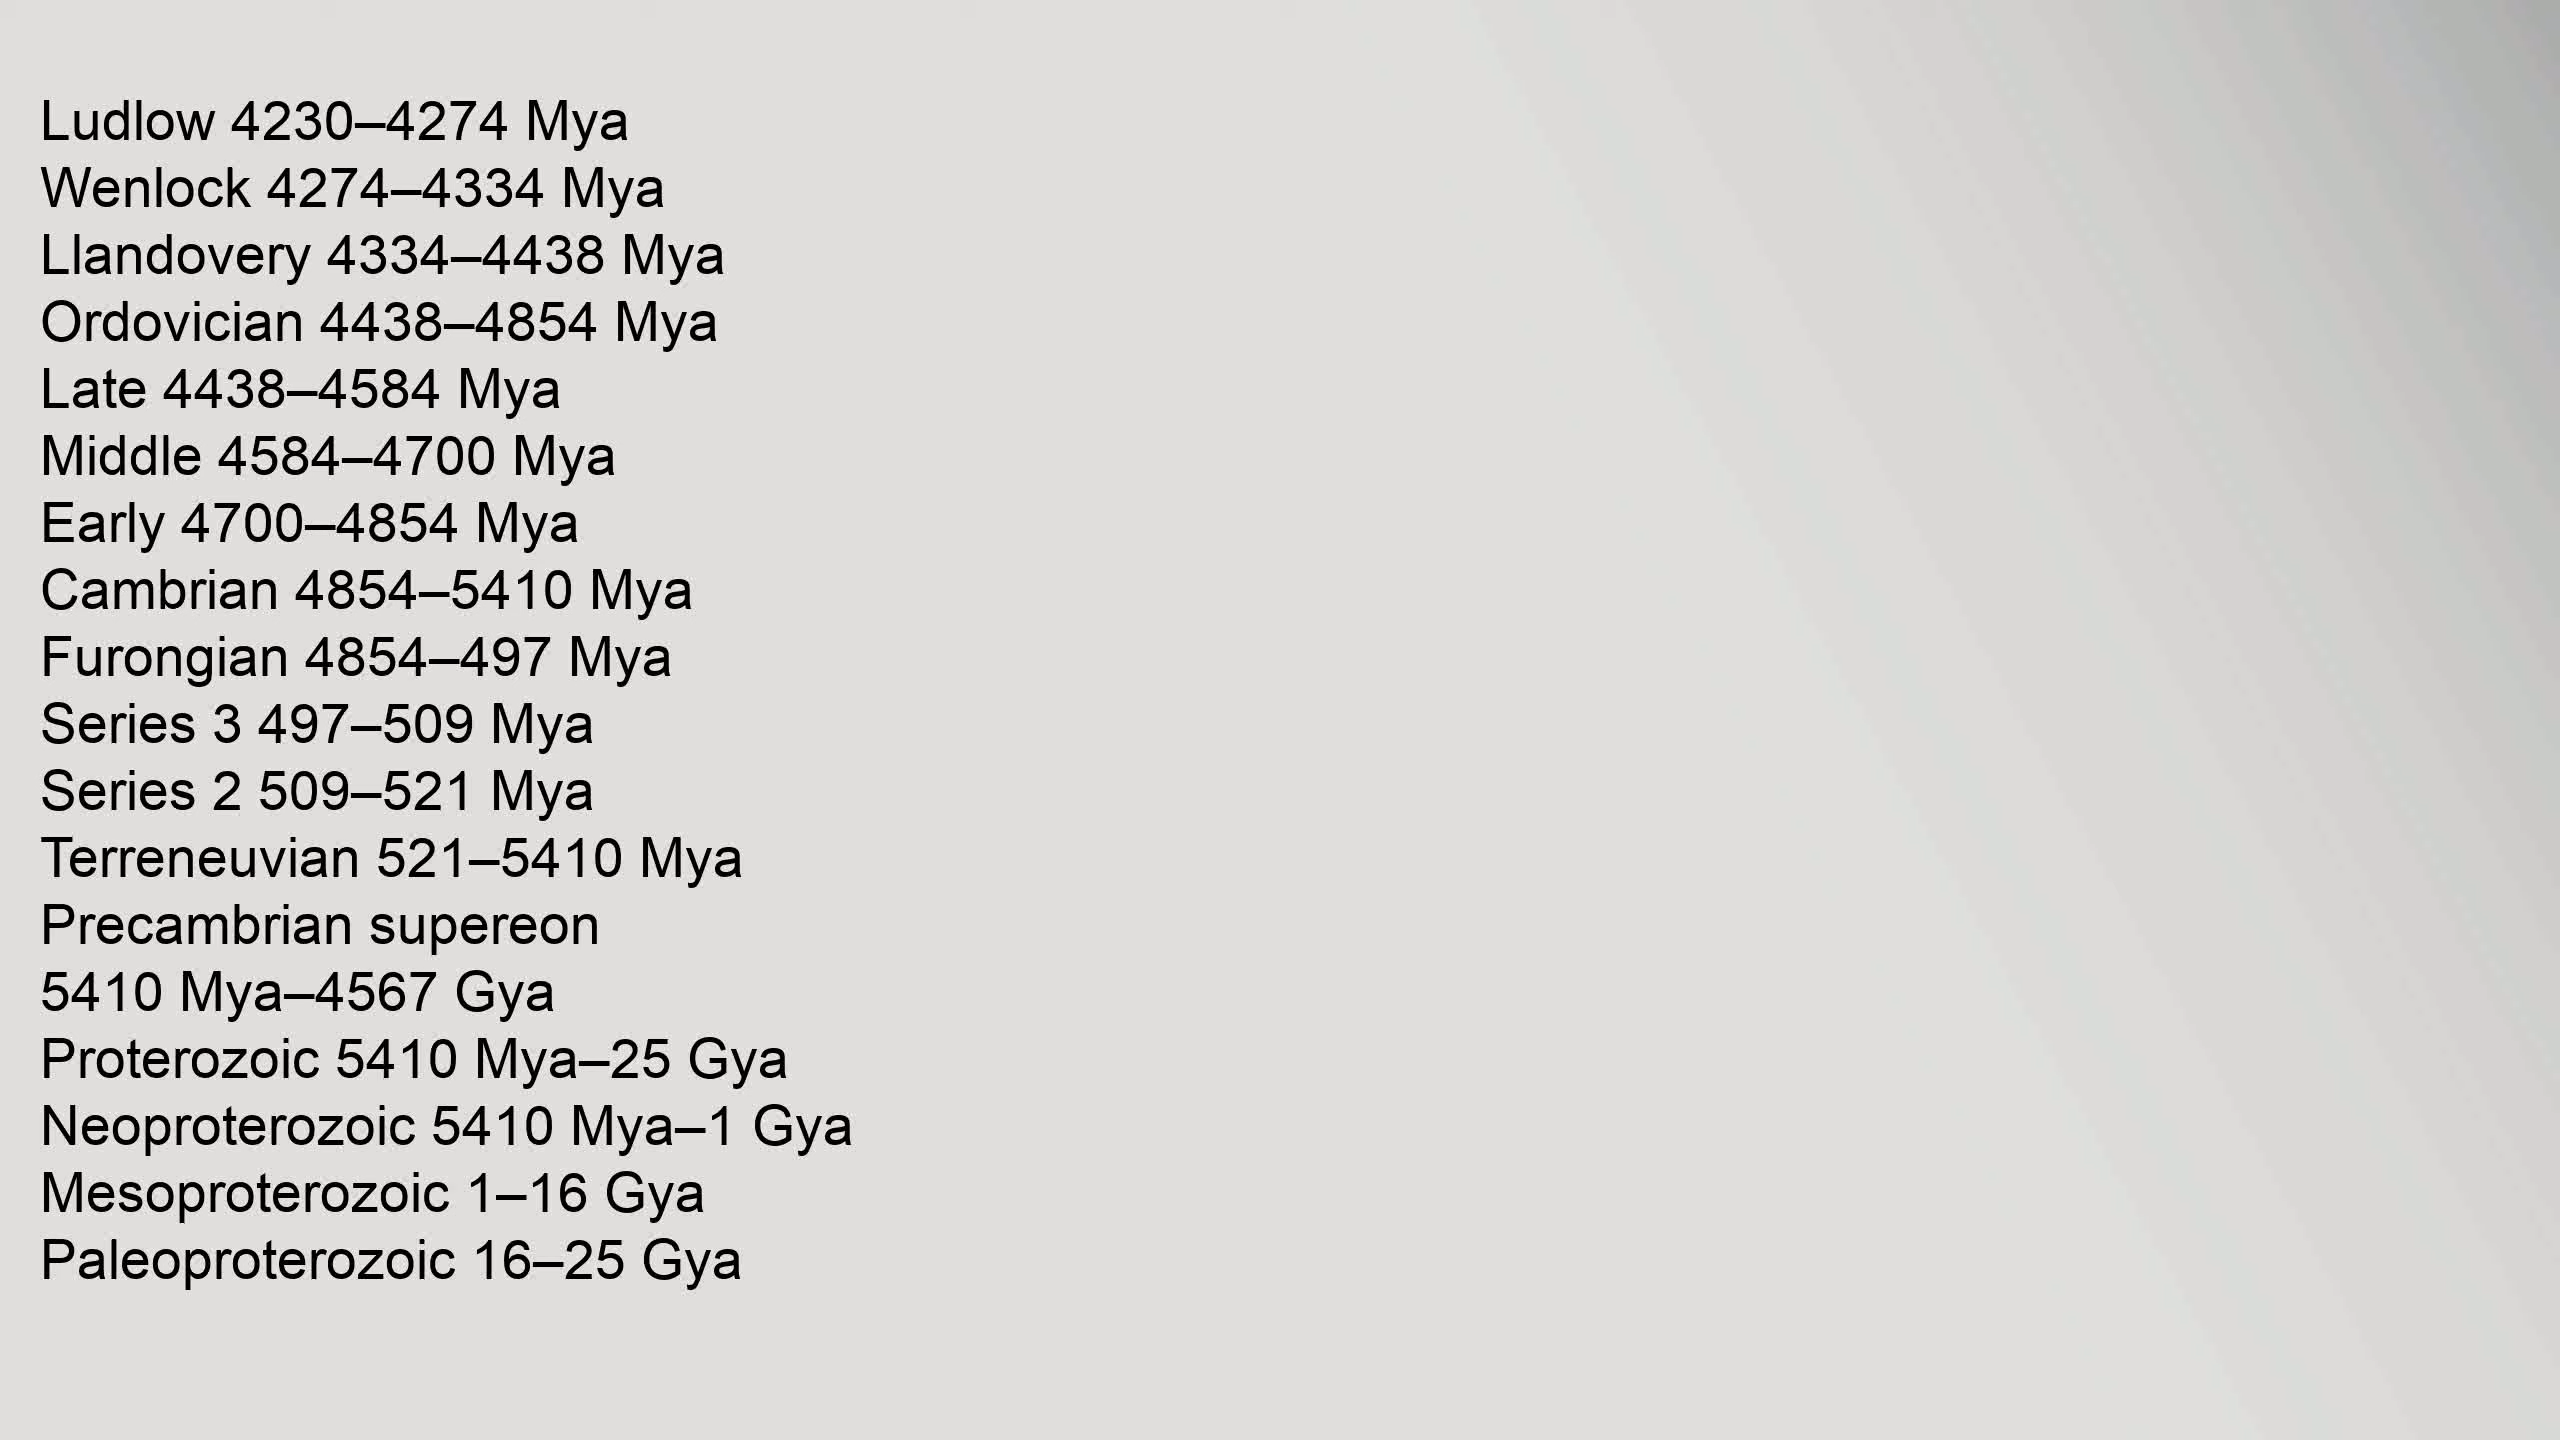 Ludlow 4230–4274 Mya
Wenlock 4274–4334 Mya
Llandovery 4334–4438 Mya
Ordovician 4438–4854 Mya
Late 4438–4584 Mya
Middle 4584–4700 Mya
Early 4700–4854 Mya
Cambrian 4854–5410 Mya
Furongian 4854–497 Mya
Series 3 497–509 Mya
Series 2 509–521 Mya
Terreneuvian 521–5410 Mya
Precambrian supereon
5410 Mya–4567 Gya
Proterozoic 5410 Mya–25 Gya
Neoproterozoic 5410 Mya–1 Gya
Mesoproterozoic 1–16 Gya
Paleoproterozoic 16–25 Gya